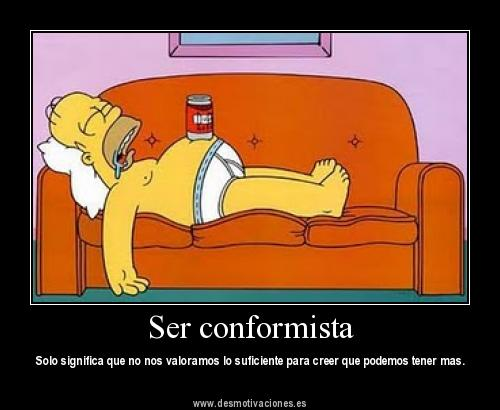 Ser conformista
Solo significa que no nos valoramos lo suficiente para creer que podemos tener mas.
www.desmotivaciones.es